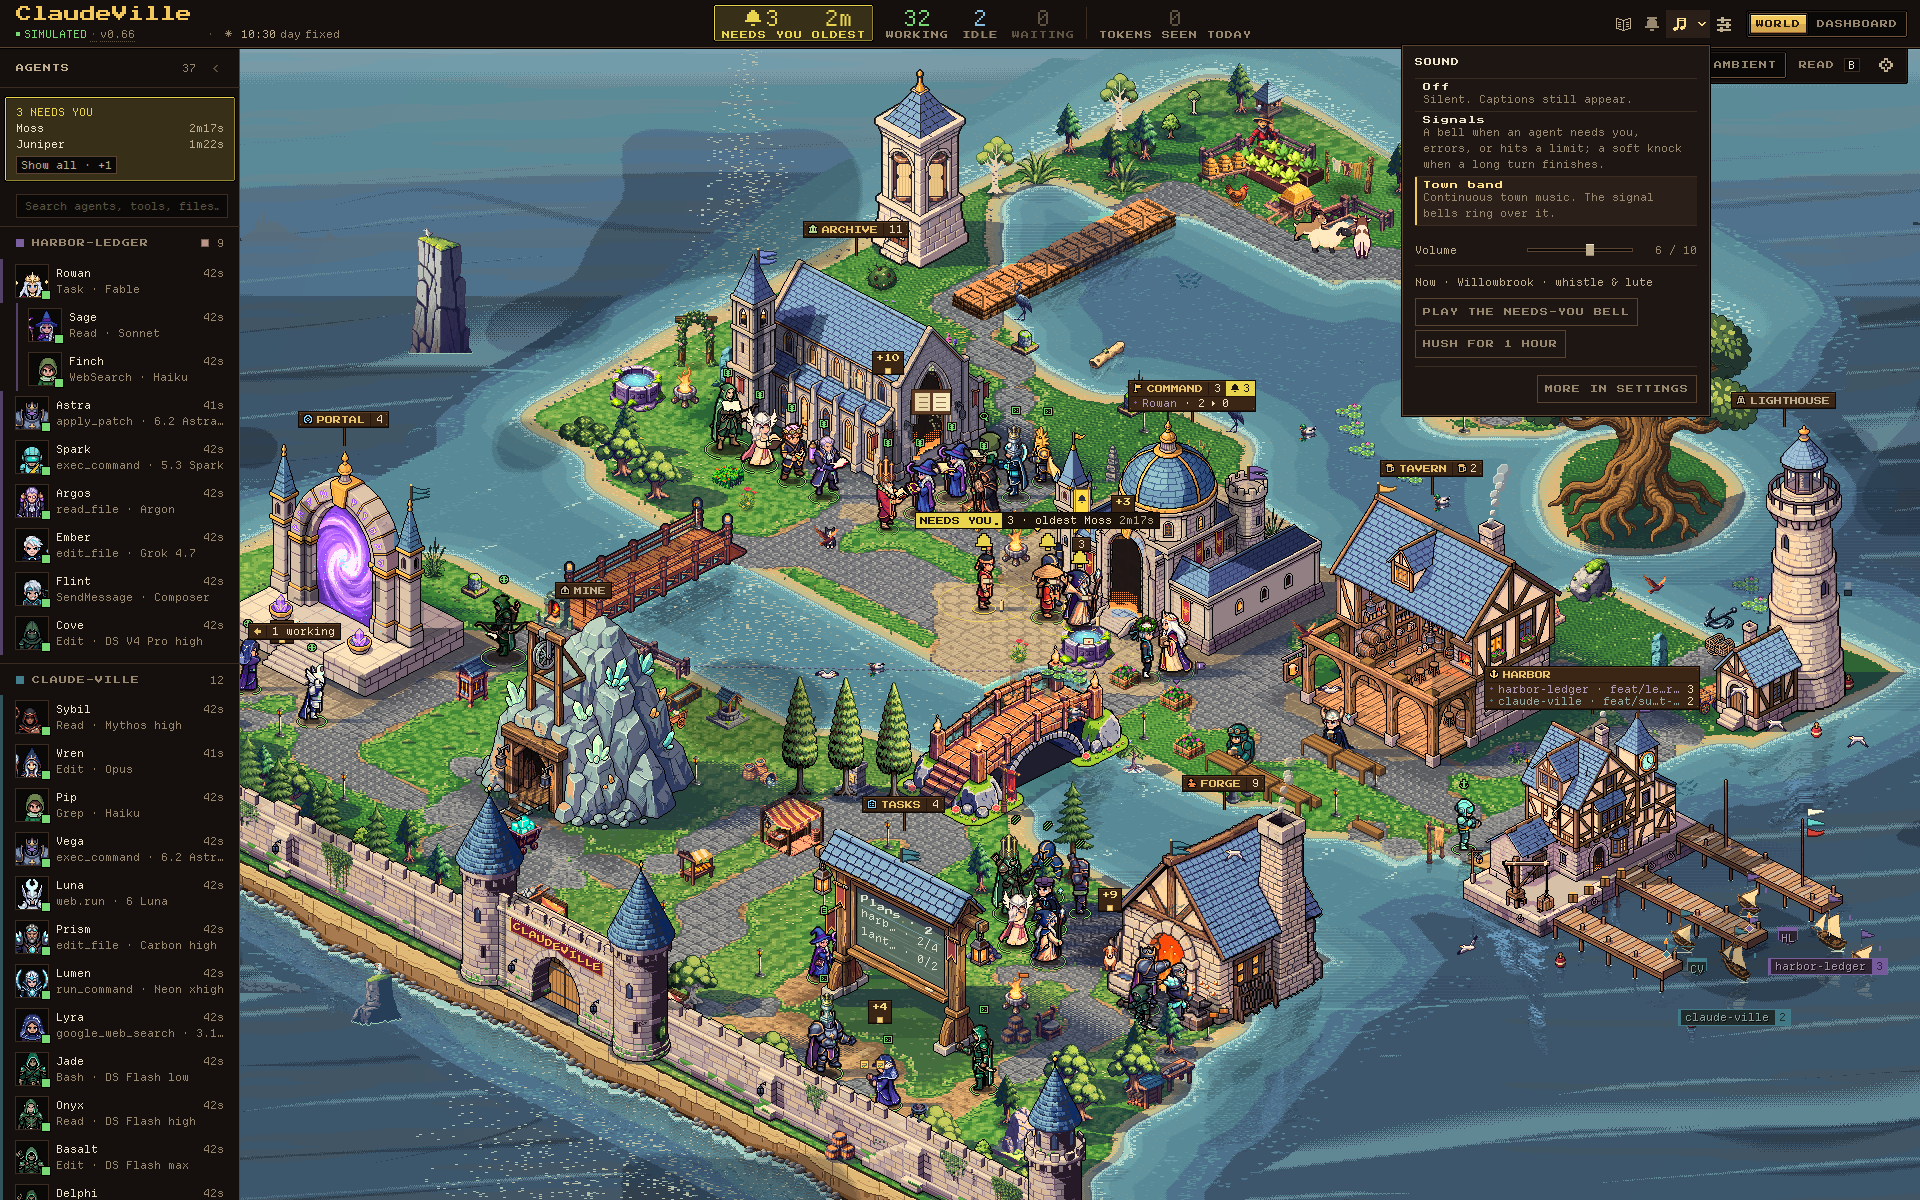 ClaudeVille
SIMULATED · v0.66
10:30 day fixed
3 2m
NEEDS YOU OLDEST
32
WORKING
2
IDLE
0
WAITING
0
TOKENS SEEN TODAY
WORLD
DASHBOARD
AMBIENT
READ B
AGENTS 37
3 NEEDS YOU
Moss 2m17s
Juniper 1m22s
Show all · +1
Search agents, tools, files…
HARBOR-LEDGER 9
Rowan 42s
Task · Fable
Sage 42s
Read · Sonnet
Finch 42s
WebSearch · Haiku
Astra 41s
apply_patch · 6.2 Astra…
Spark 42s
exec_command · 5.3 Spark
Argos 42s
read_file · Argon
Ember 42s
edit_file · Grok 4.7
Flint 42s
SendMessage · Composer
Cove 42s
Edit · DS V4 Pro high
CLAUDE-VILLE 12
Sybil 42s
Read · Mythos high
Wren 41s
Edit · Opus
Pip 42s
Grep · Haiku
Vega 42s
exec_command · 6.2 Astr…
Luna 42s
web.run · 6 Luna
Prism 42s
edit_file · Carbon high
Lumen 42s
run_command · Neon xhigh
Lyra 42s
google_web_search · 3.1…
Jade 42s
Bash · DS Flash low
Onyx 42s
Read · DS Flash high
Basalt 42s
Edit · DS Flash max
Delphi 42s
SOUND
Off
Silent. Captions still appear.
Signals
A bell when an agent needs you,
errors, or hits a limit; a soft knock
when a long turn finishes.
Town band
Continuous town music. The signal
bells ring over it.
Volume 6 / 10
Now · Willowbrook · whistle & lute
PLAY THE NEEDS-YOU BELL
HUSH FOR 1 HOUR
MORE IN SETTINGS
ARCHIVE 11
+10
COMMAND 3 3
Rowan · 2 0
PORTAL 4
LIGHTHOUSE
TAVERN 2
+3
NEEDS YOU. 3 · oldest Moss 2m17s
3
MINE
1 working
HARBOR
harbor-ledger · feat/le…r… 3
claude-ville · feat/su…t-… 2
FORGE 9
TASKS 4
Plans · 2
harb… 2/4
lant… 0/2
+9
+4
CLAUDEVILLE
HL
harbor-ledger 3
CV
claude-ville 2